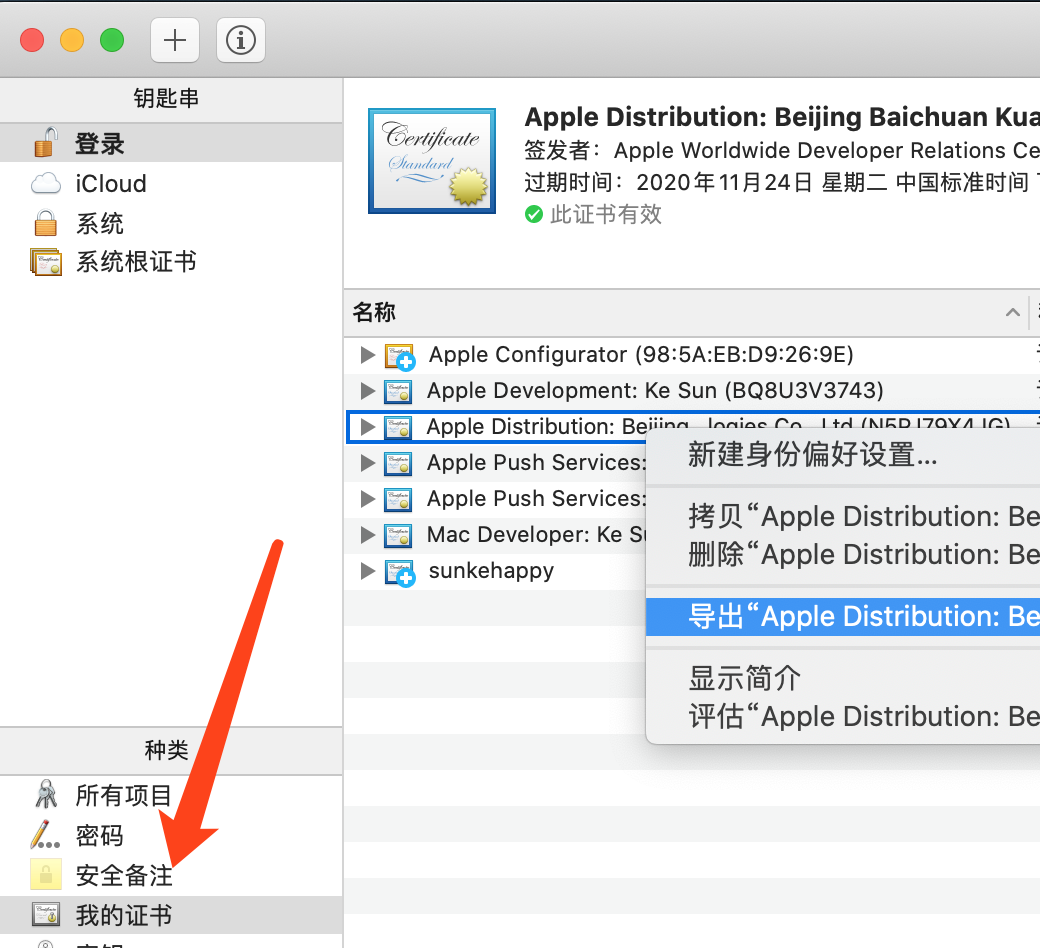 钥匙串
登录
iCloud
系统
系统根证书
Certificate
Standard
Apple Distribution: Beijing Baichuan Kua
签发者：Apple Worldwide Developer Relations Ce
过期时间：2020年11月24日 星期二 中国标准时间
此证书有效
名称
Apple Configurator (98:5A:EB:D9:26:9E)
Apple Development: Ke Sun (BQ8U3V3743)
Apple Distribution: Beijing
Apple Push Services:
Apple Push Services:
Mac Developer: Ke Su
sunkehappy
新建身份偏好设置...
拷贝“Apple Distribution: Be
删除“Apple Distribution: Be
导出“Apple Distribution: Be
显示简介
评估“Apple Distribution: Be
种类
所有项目
密码
安全备注
我的证书